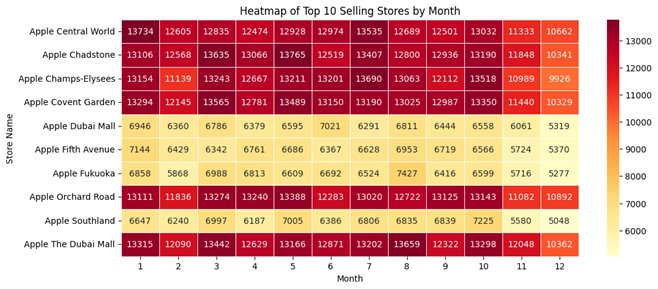 Heatmap of Top 10 Selling Stores by Month
Apple Central World 13734 12605 12835 12474 12928 12974 13535 12689 12501 13032 11333 10662
Apple Chadstone 13106 12568 13635 13066 13765 12519 13407 12800 12936 13190 11848 10341
Apple Champs-Elysees 13154 11139 13243 12667 13211 13201 13690 13063 12112 13518 10989 9926
Apple Covent Garden 13294 12145 13565 12781 13489 13150 13190 13025 12987 13350 11440 10329
Apple Dubai Mall 6946 6360 6786 6379 6595 7021 6291 6811 6444 6558 6061 5319
Apple Fifth Avenue 7144 6429 6342 6761 6686 6367 6628 6953 6719 6566 5724 5370
Apple Fukuoka 6858 5868 6988 6813 6609 6692 6524 7427 6416 6599 5716 5277
Apple Orchard Road 13111 11836 13274 13240 13388 12283 13020 12722 13125 13143 11082 10892
Apple Southland 6647 6240 6997 6187 7005 6386 6806 6835 6839 7225 5580 5048
Apple The Dubai Mall 13315 12090 13442 12629 13166 12871 13202 13659 12322 13298 12048 10362
1 2 3 4 5 6 7 8 9 10 11 12
Month
Store Name
13000
12000
11000
10000
9000
8000
7000
6000